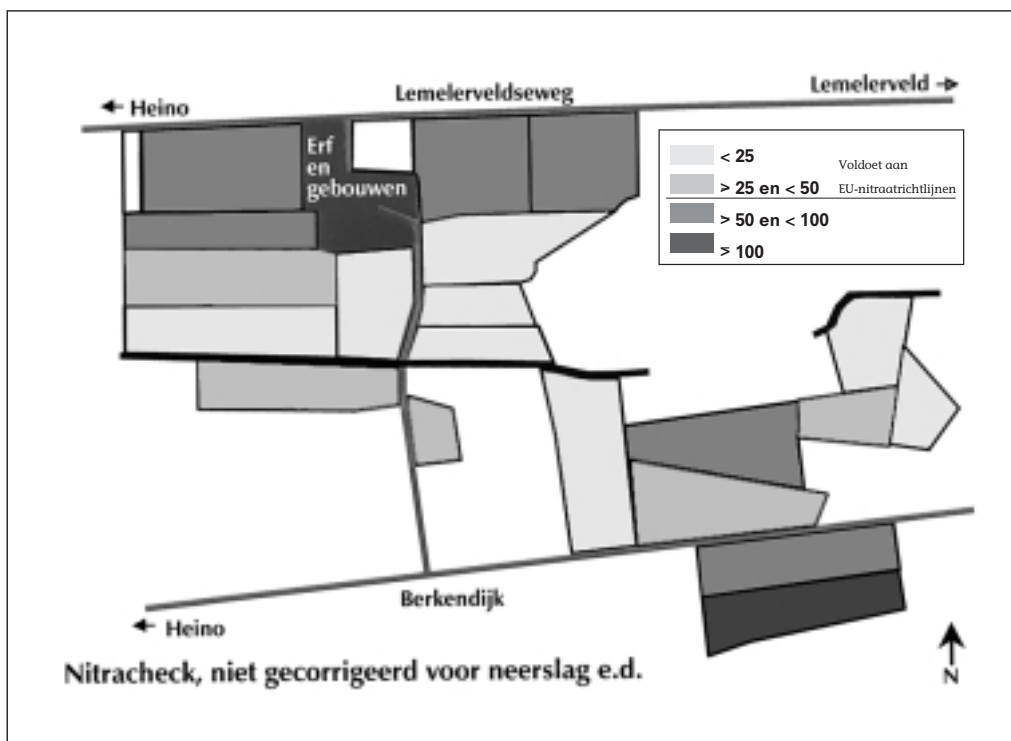 Lemelerveld →
← Heino
Lemelerveldseweg
Erf
en
gebouwen
< 25
Voldoet aan
> 25 en < 50
EU-nitraatrichtlijnen
> 50 en < 100
> 100
Berkendijk
← Heino
N
Nitracheck, niet gecorrigeerd voor neerslag e.d.